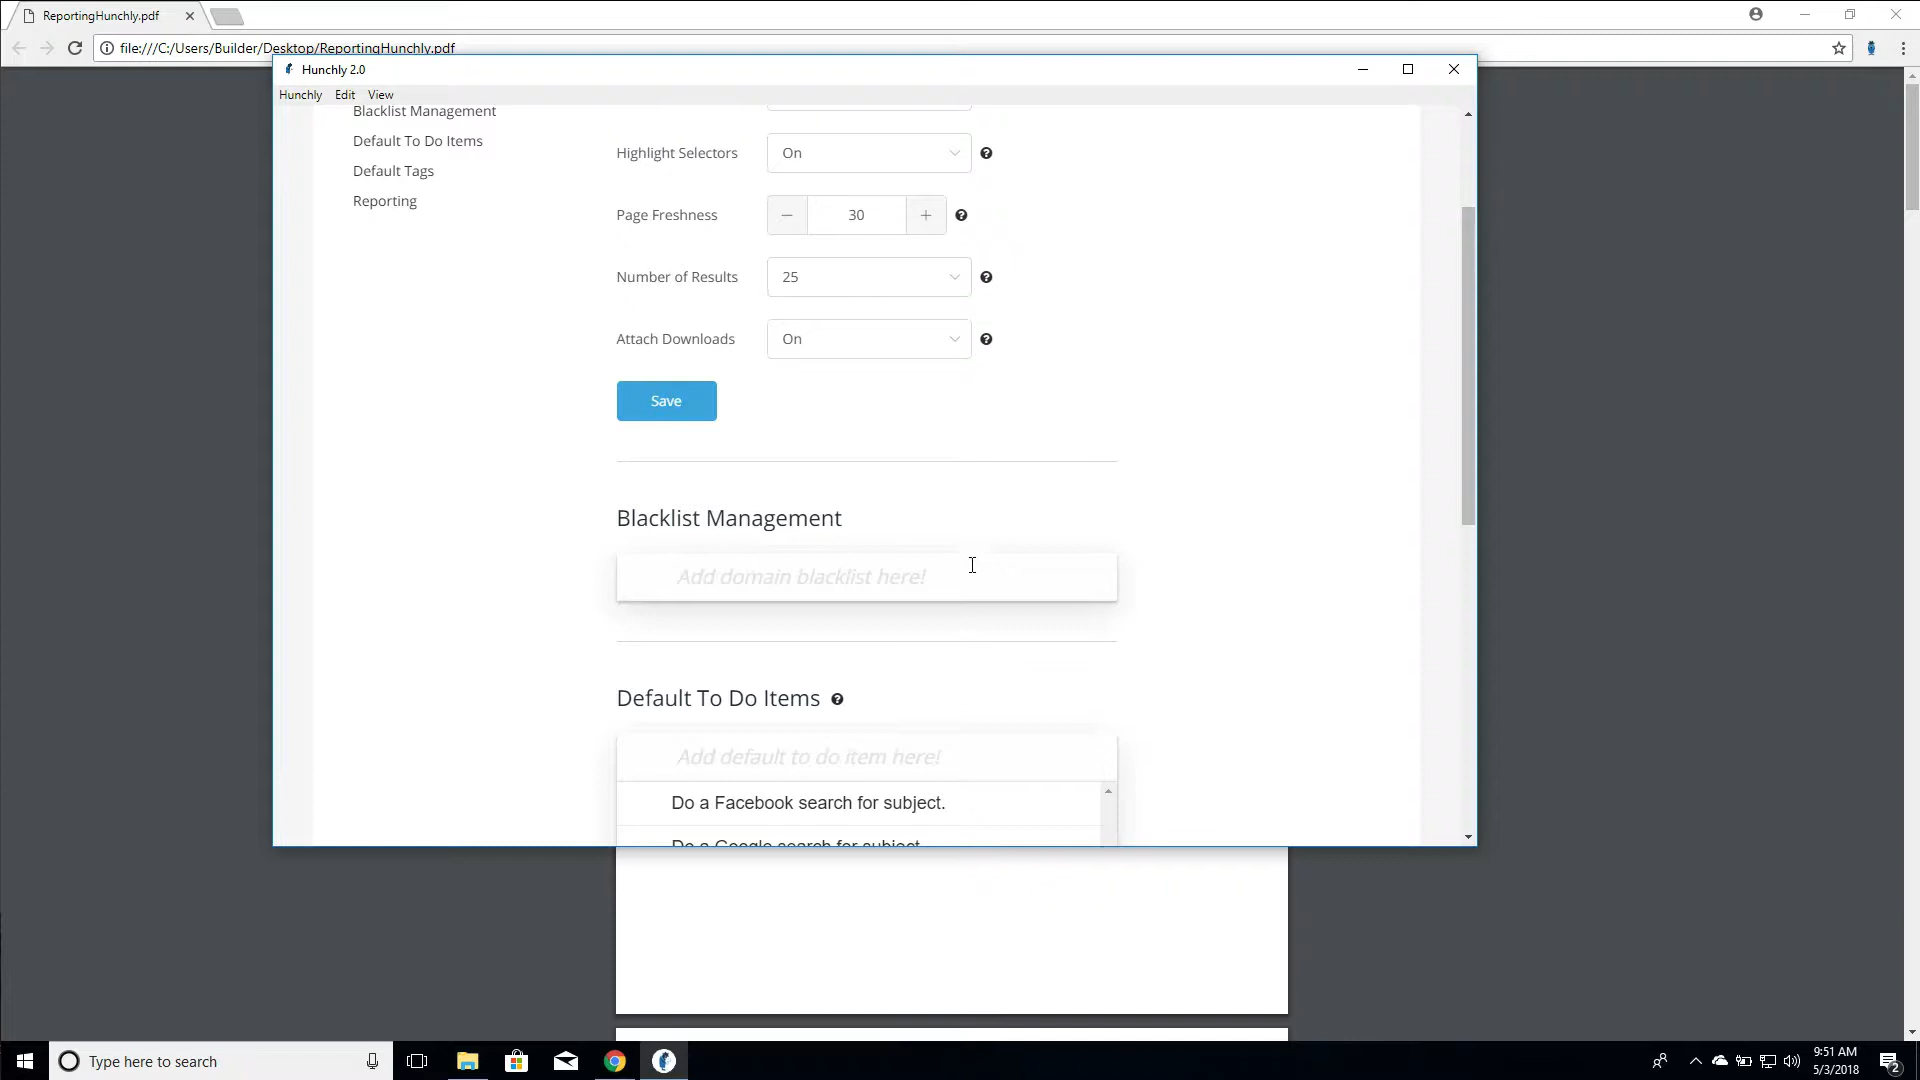 ReportingHunchly.pdf
file:///C:/Users/Builder/Desktop/ReportingHunchly.pdf
Hunchly 2.0
Hunchly Edit View
Blacklist Management
Default To Do Items
Default Tags
Reporting
Highlight Selectors On
Page Freshness 30
Number of Results 25
Attach Downloads On
Save
Blacklist Management
Add domain blacklist here!
Default To Do Items
Add default to do item here!
Do a Facebook search for subject.
Do a Google search for subject.
Type here to search
9:51 AM
5/3/2018
2